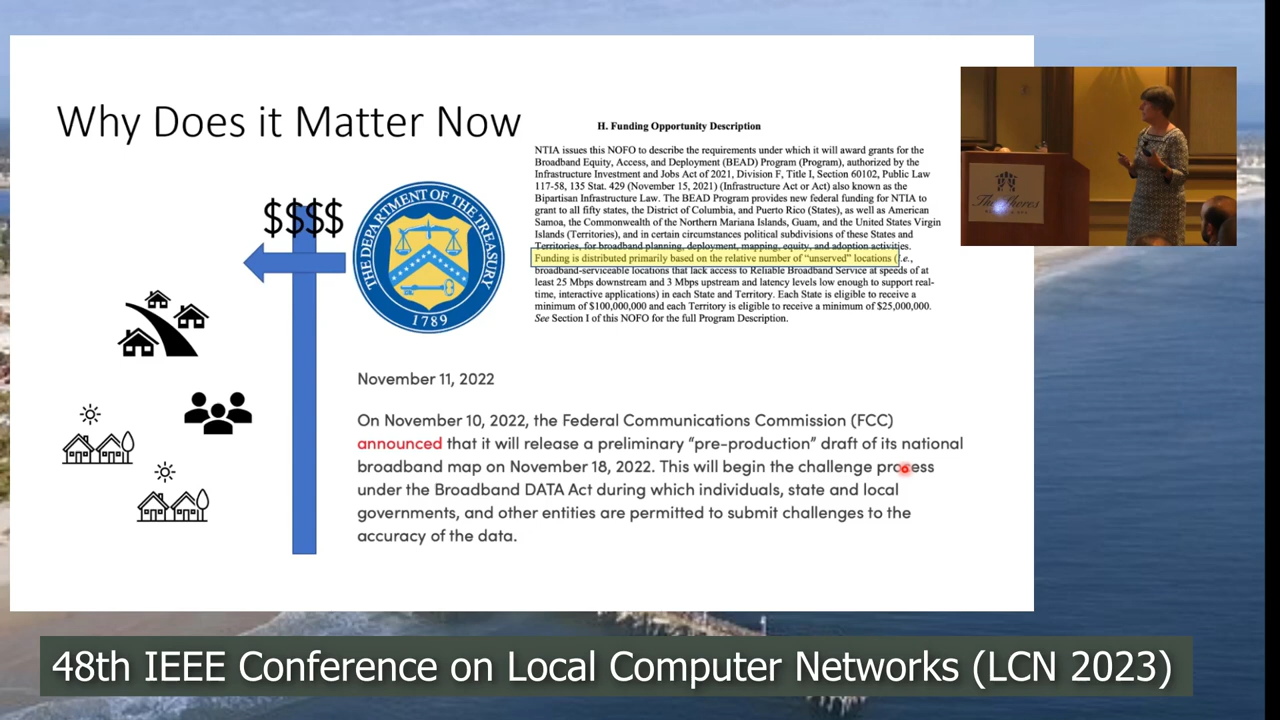 Why Does it Matter Now
H. Funding Opportunity Description
NTIA issues this NOFO to describe the requirements under which it will award grants for the
Broadband Equity, Access, and Deployment (BEAD) Program (Program), authorized by the
Infrastructure Investment and Jobs Act of 2021, Division F, Title I, Section 60102, Public Law
117-58, 135 Stat. 429 (November 15, 2021) (Infrastructure Act or Act) also known as the
Bipartisan Infrastructure Law. The BEAD Program provides new federal funding for NTIA to
grant to all fifty states, the District of Columbia, and Puerto Rico (States), as well as American
Samoa, the Commonwealth of the Northern Mariana Islands, Guam, and the United States Virgin
Islands (Territories), and in certain circumstances political subdivisions of these States and
Territories, for broadband planning, deployment, mapping, equity, and adoption activities.
Funding is distributed primarily based on the relative number of “unserved” locations (i.e.,
broadband-serviceable locations that lack access to Reliable Broadband Service at speeds of at
least 25 Mbps downstream and 3 Mbps upstream and latency levels low enough to support real-
time, interactive applications) in each State and Territory. Each State is eligible to receive a
minimum of $100,000,000 and each Territory is eligible to receive a minimum of $25,000,000.
See Section I of this NOFO for the full Program Description.
$$$$
THE DEPARTMENT OF THE TREASURY
1789
November 11, 2022
On November 10, 2022, the Federal Communications Commission (FCC)
announced that it will release a preliminary “pre-production” draft of its national
broadband map on November 18, 2022. This will begin the challenge process
under the Broadband DATA Act during which individuals, state and local
governments, and other entities are permitted to submit challenges to the
accuracy of the data.
48th IEEE Conference on Local Computer Networks (LCN 2023)